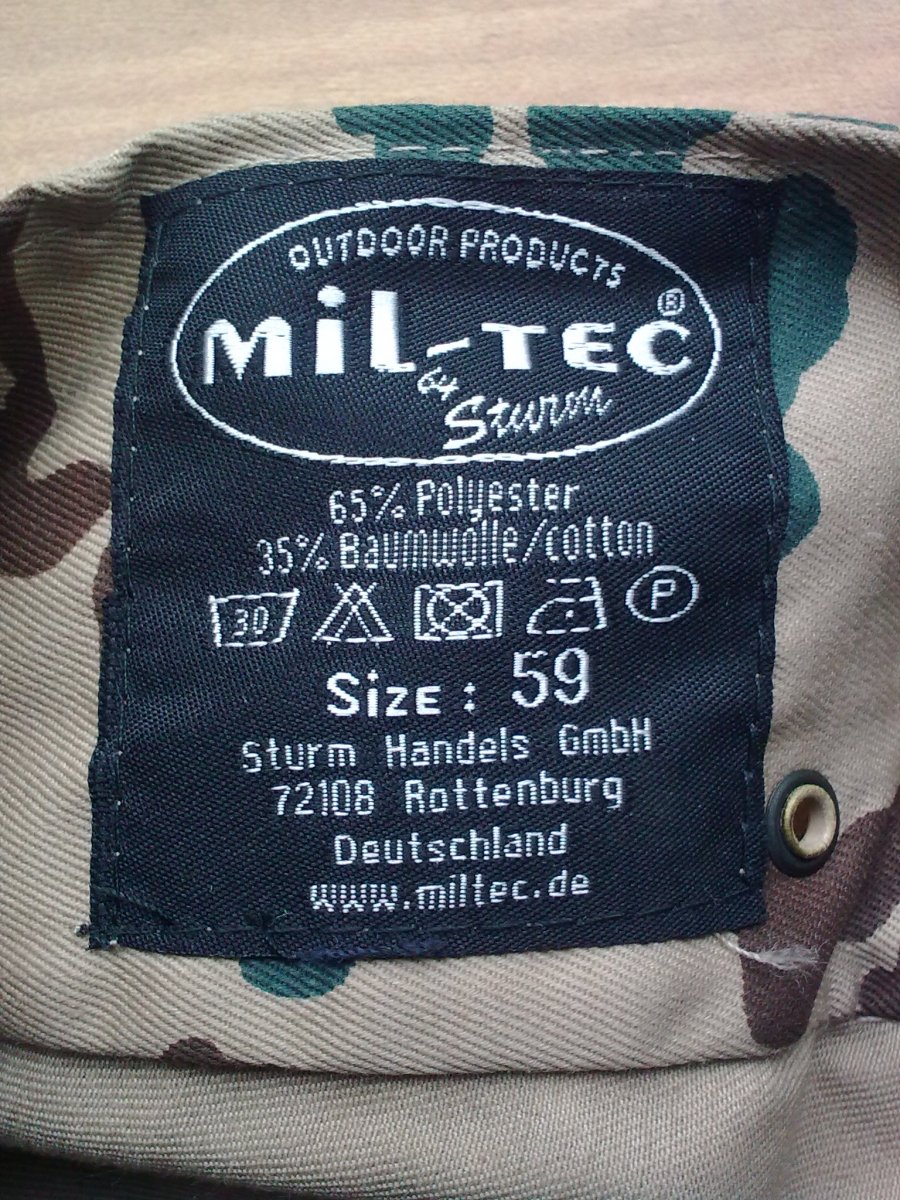 OUTDOOR PRODUCTS
MiL-TEC ®
by Sturm
65% Polyester
35% Baumwolle/cotton
30 P
Size: 59
Sturm Handels GmbH
72108 Rottenburg
Deutschland
www.miltec.de